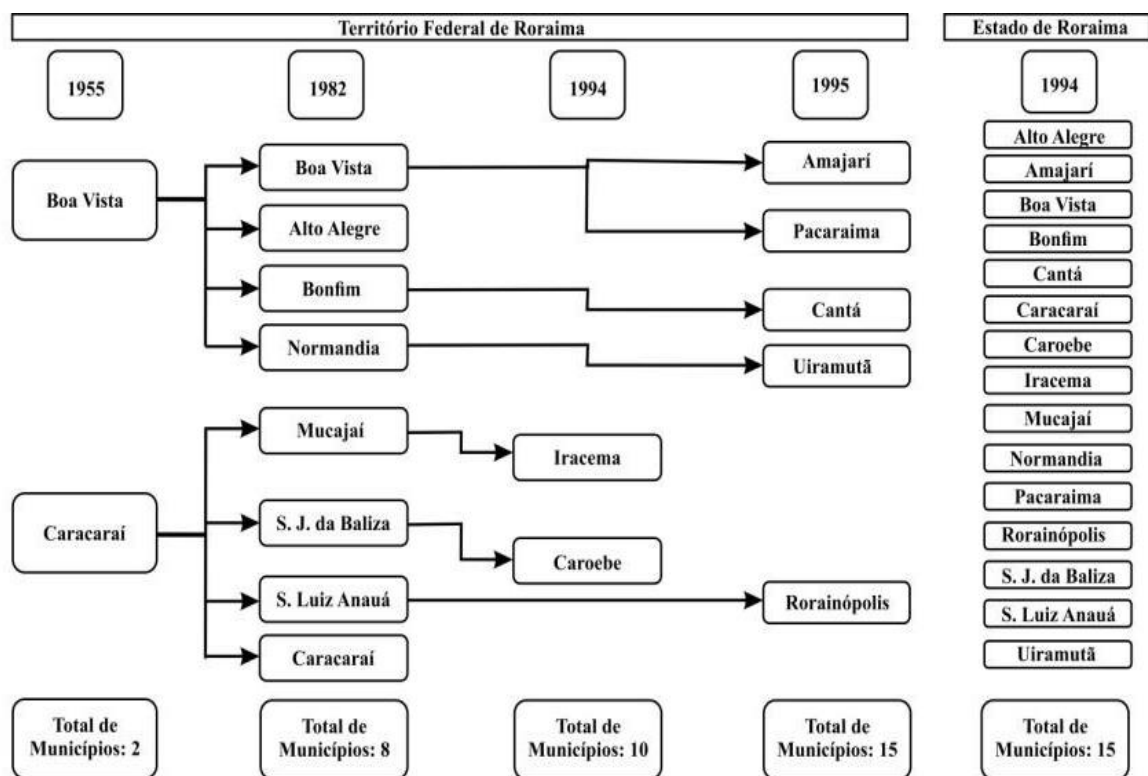 Território Federal de Roraima
Estado de Roraima
1955
1982
1994
1995
1994
Boa Vista
Caracaraí
Boa Vista
Alto Alegre
Bonfim
Normandia
Mucajaí
S. J. da Baliza
S. Luiz Anauá
Caracaraí
Iracema
Caroebe
Amajarí
Pacaraima
Cantá
Uiramutã
Rorainópolis
Alto Alegre
Amajarí
Boa Vista
Bonfim
Cantá
Caracaraí
Caroebe
Iracema
Mucajaí
Normandia
Pacaraima
Rorainópolis
S. J. da Baliza
S. Luiz Anauá
Uiramutã
Total de
Municípios: 2
Total de
Municípios: 8
Total de
Municípios: 10
Total de
Municípios: 15
Total de
Municípios: 15